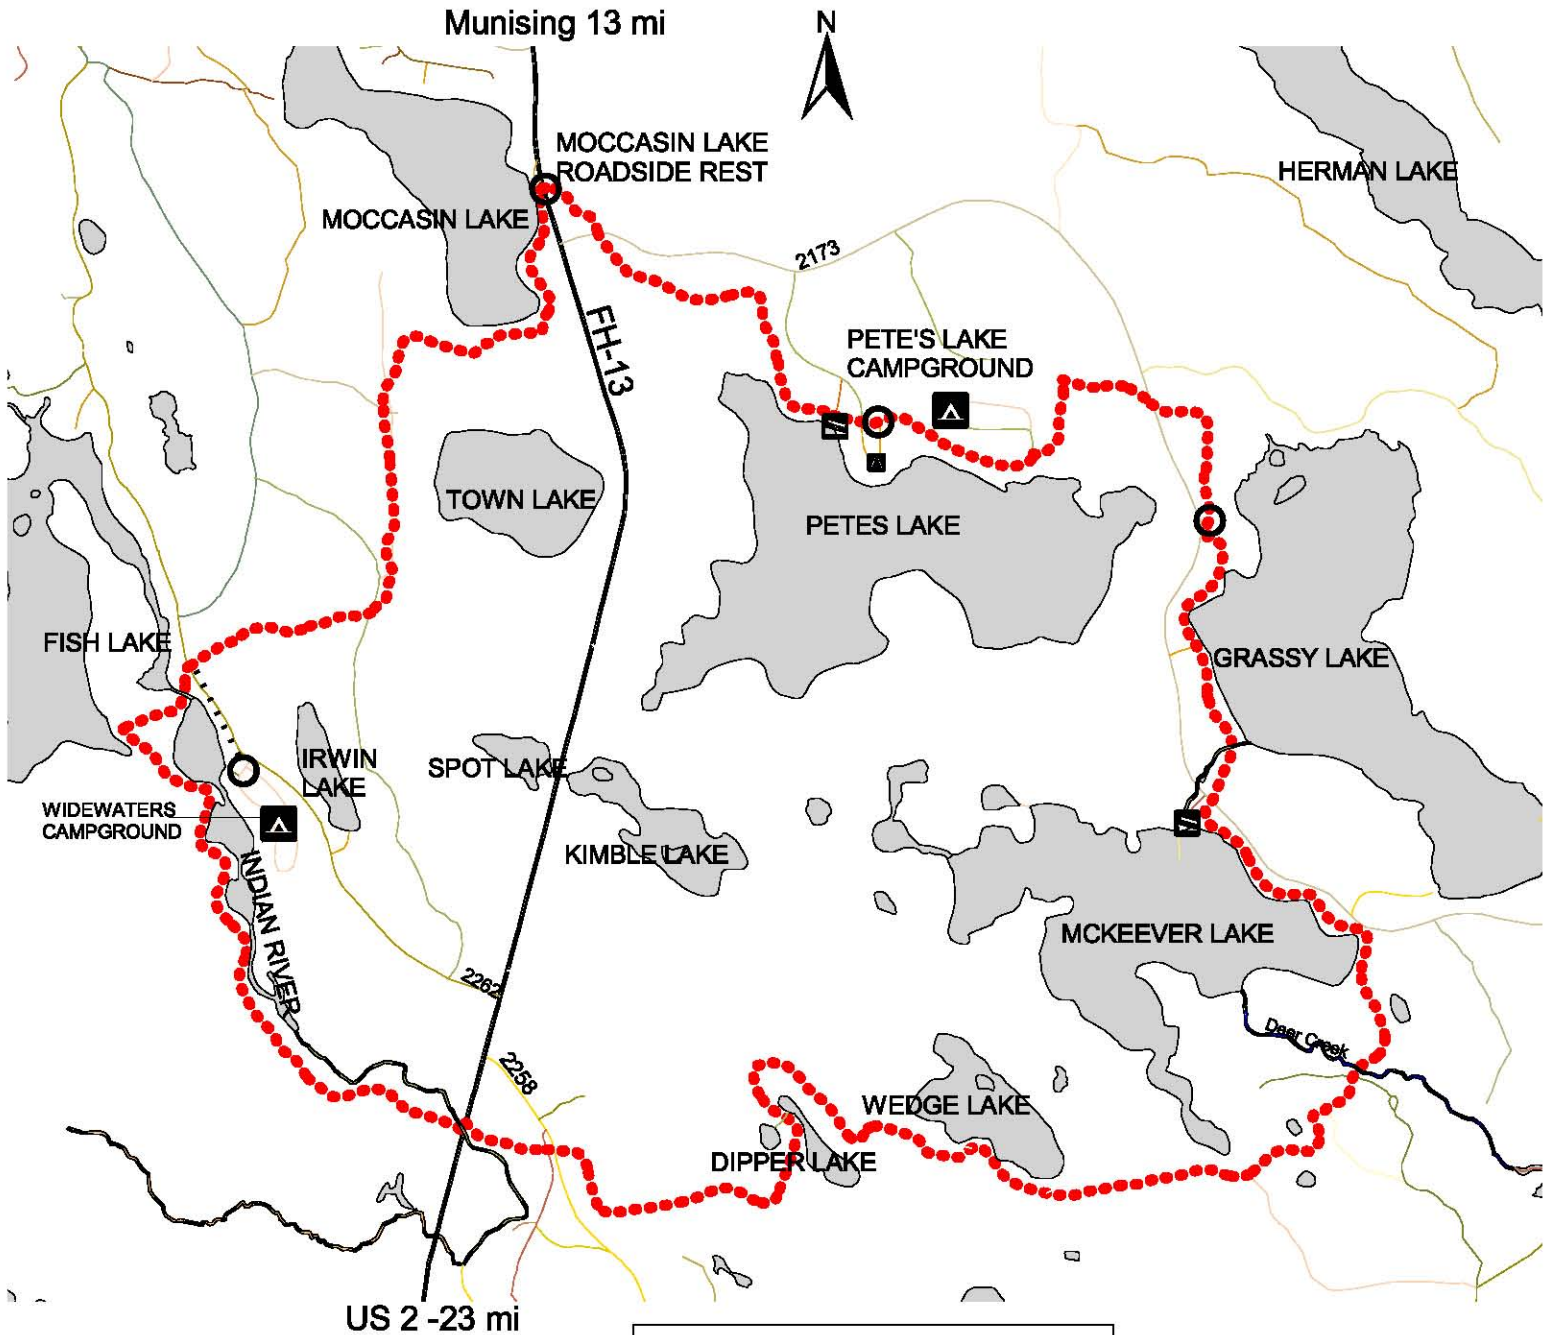 Munising 13 mi
N
MOCCASIN LAKE
ROADSIDE REST
HERMAN LAKE
MOCCASIN LAKE
2173
FH-13
PETE'S LAKE
CAMPGROUND
TOWN LAKE
PETES LAKE
FISH LAKE
GRASSY LAKE
IRWIN
LAKE
SPOT LAKE
WIDEWATERS
CAMPGROUND
KIMBLE LAKE
INDIAN RIVER
MCKEEVER LAKE
2262
Deer Creek
2258
WEDGE LAKE
DIPPER LAKE
US 2 -23 mi